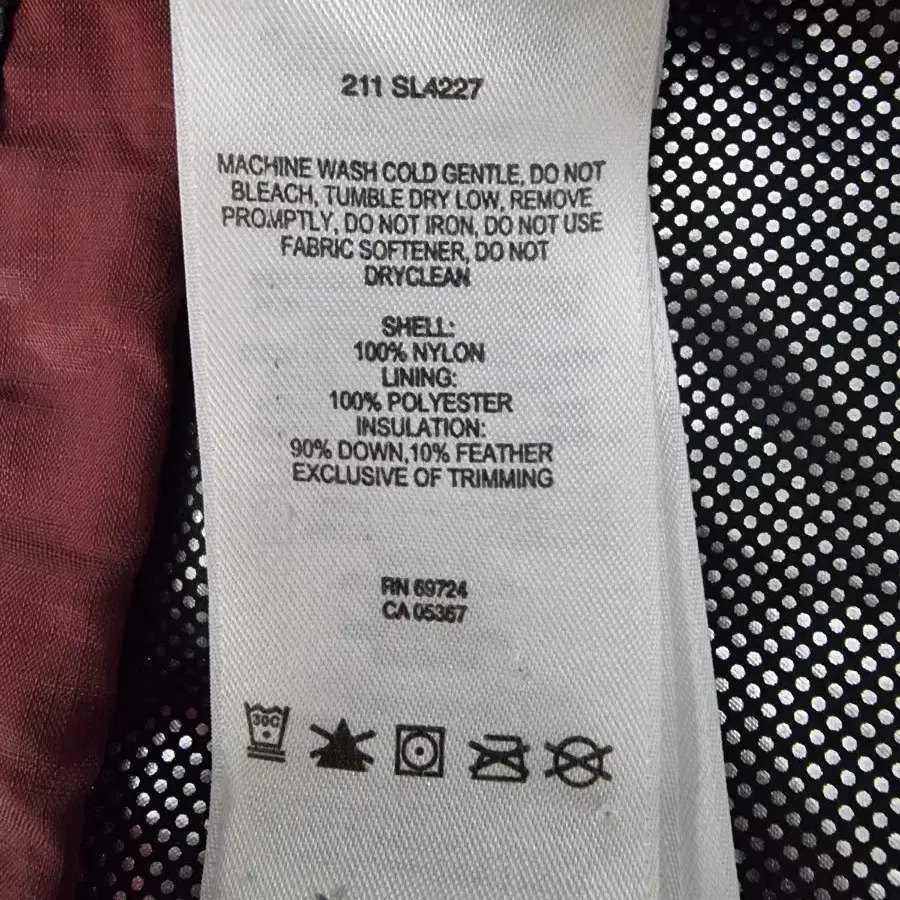 211 SL4227
MACHINE WASH COLD GENTLE, DO NOT
BLEACH, TUMBLE DRY LOW, REMOVE
PROMPTLY, DO NOT IRON, DO NOT USE
FABRIC SOFTENER, DO NOT
DRYCLEAN
SHELL:
100% NYLON
LINING:
100% POLYESTER
INSULATION:
90% DOWN,10% FEATHER
EXCLUSIVE OF TRIMMING
RN 69724
CA 05367
30C